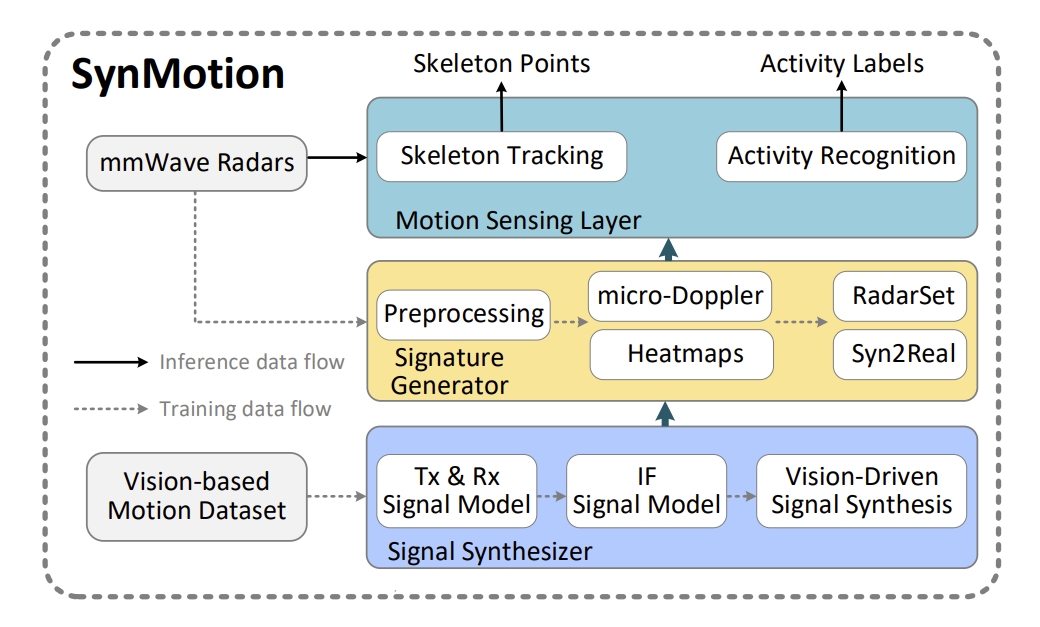 SynMotion
Skeleton Points
Activity Labels
mmWave Radars
Skeleton Tracking
Activity Recognition
Motion Sensing Layer
Preprocessing
micro-Doppler
Heatmaps
RadarSet
Syn2Real
Signature
Generator
Inference data flow
Training data flow
Vision-based
Motion Dataset
Tx & Rx
Signal Model
IF
Signal Model
Vision-Driven
Signal Synthesis
Signal Synthesizer